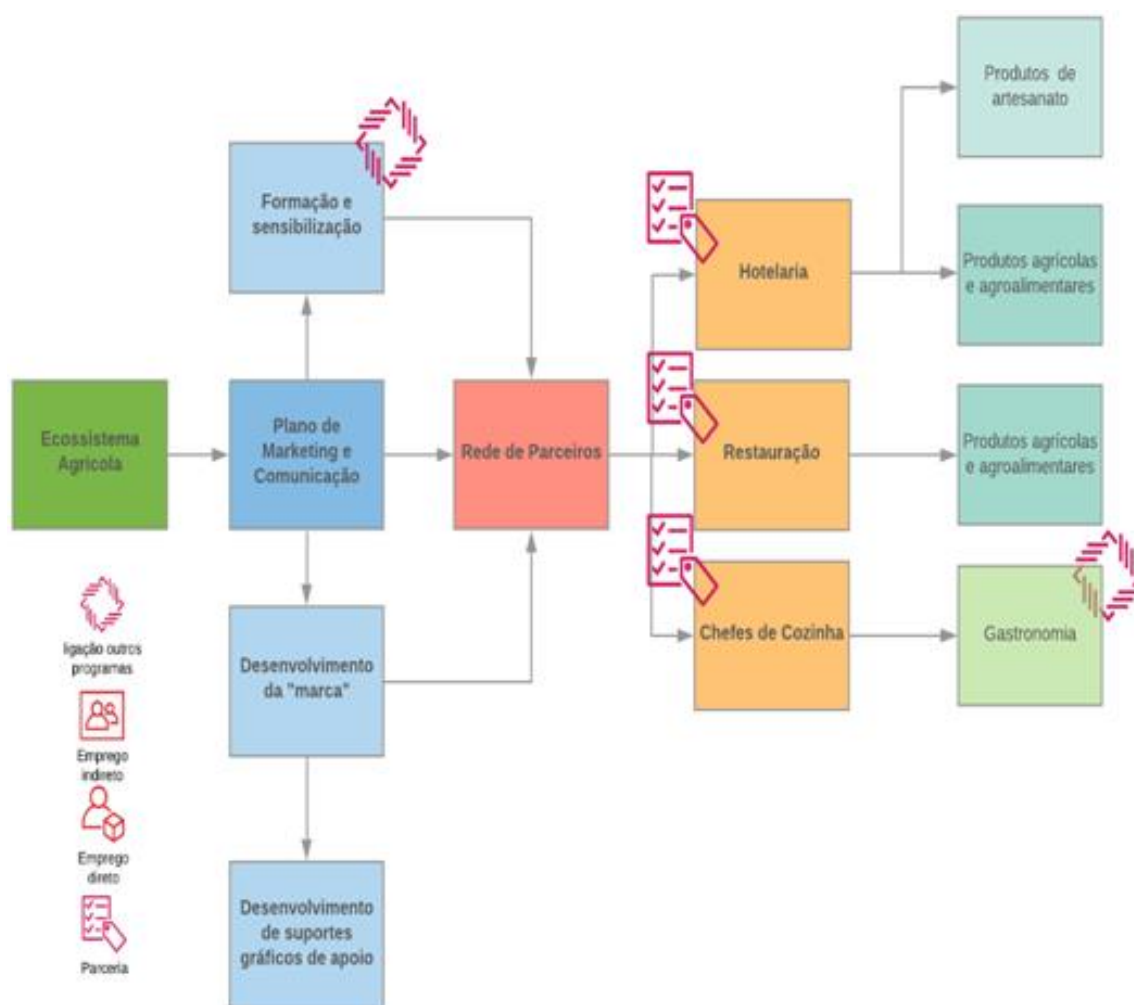 Produtos de
artesanato
Formação e
sensibilização
Hotelaria
Produtos agrícolas
e agroalimentares
Ecossistema
Agrícola
Plano de
Marketing e
Comunicação
Rede de Parceiros
Restauração
Produtos agrícolas
e agroalimentares
Chefes de Cozinha
Gastronomia
Desenvolvimento
da "marca"
Desenvolvimento
de suportes
gráficos de apoio
ligação outros
programas
Emprego
indireto
Emprego
direto
Parceria